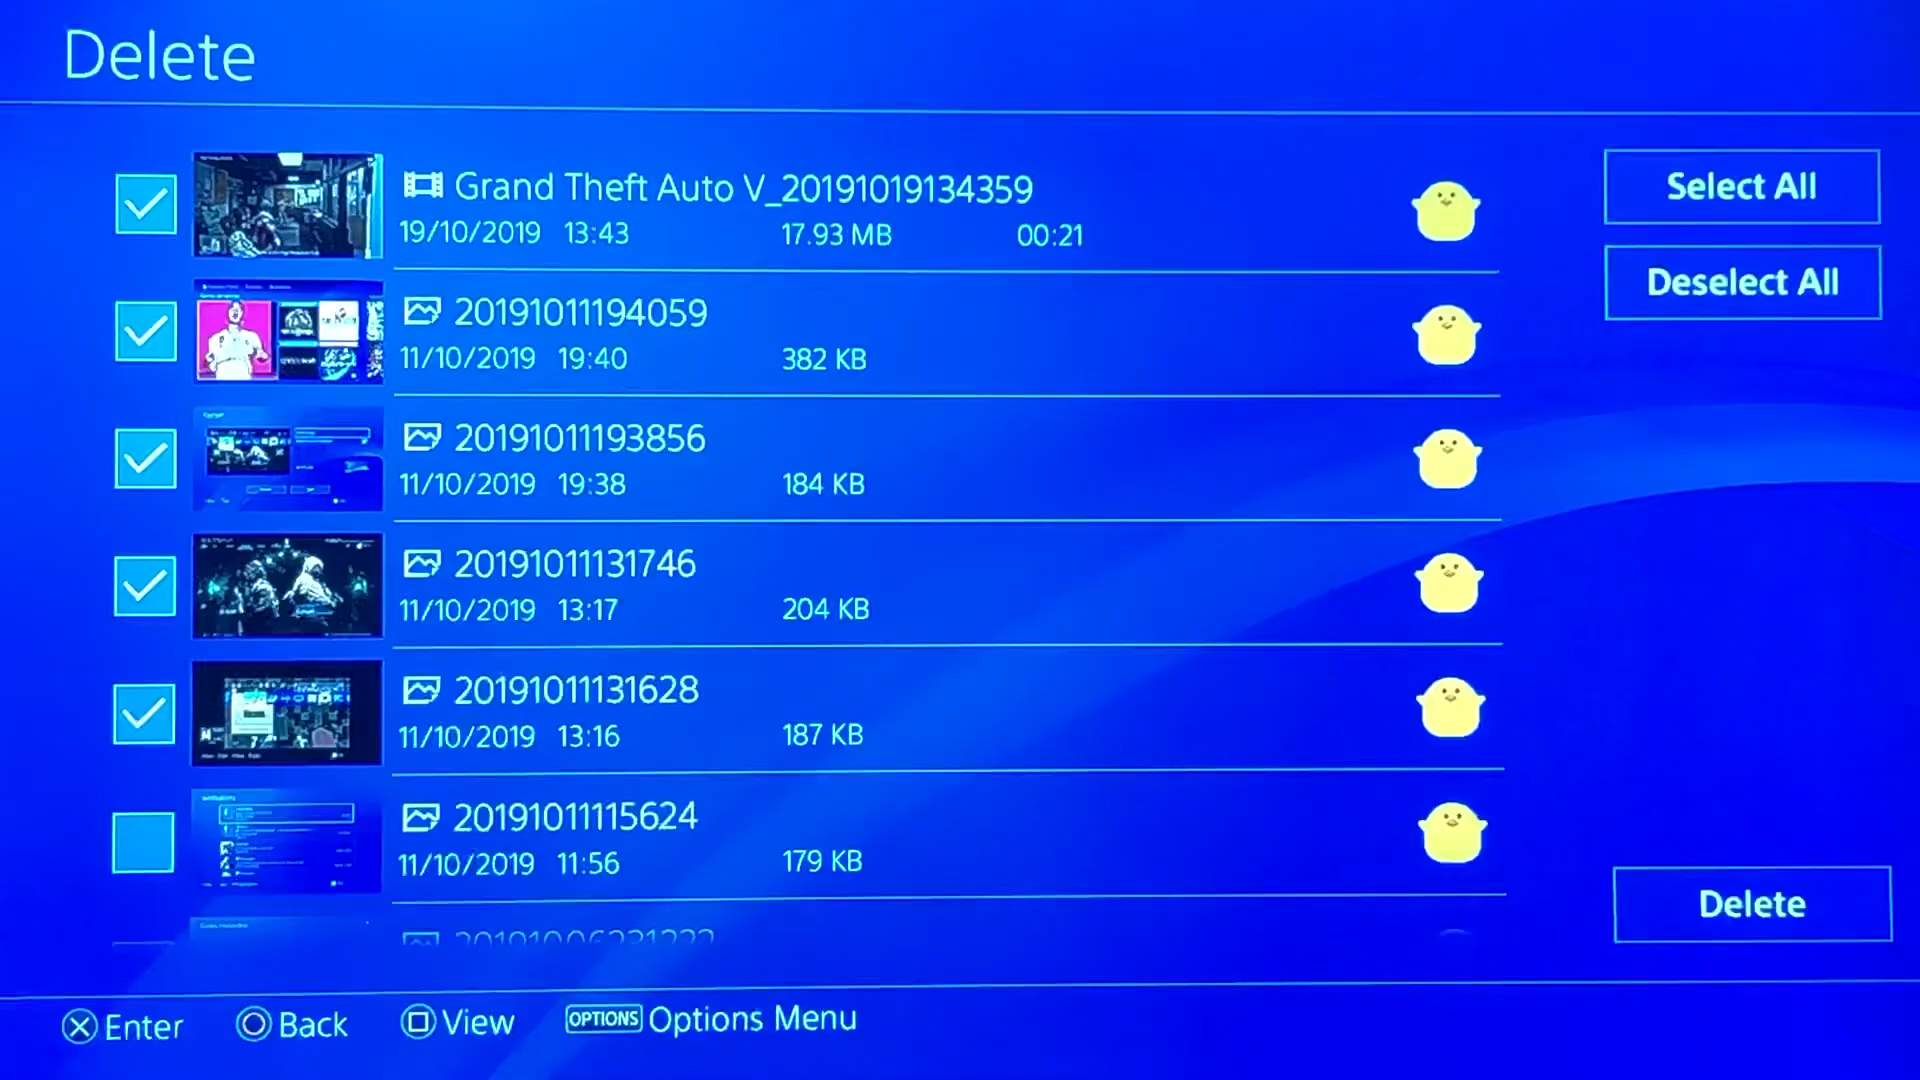 Delete
Grand Theft Auto V_20191019134359
19/10/2019 13:43 17.93 MB 00:21
Select All
Deselect All
20191011194059
11/10/2019 19:40 382 KB
20191011193856
11/10/2019 19:38 184 KB
20191011131746
11/10/2019 13:17 204 KB
20191011131628
11/10/2019 13:16 187 KB
20191011115624
11/10/2019 11:56 179 KB
Delete
20191006231222
Enter Back View OPTIONS Options Menu